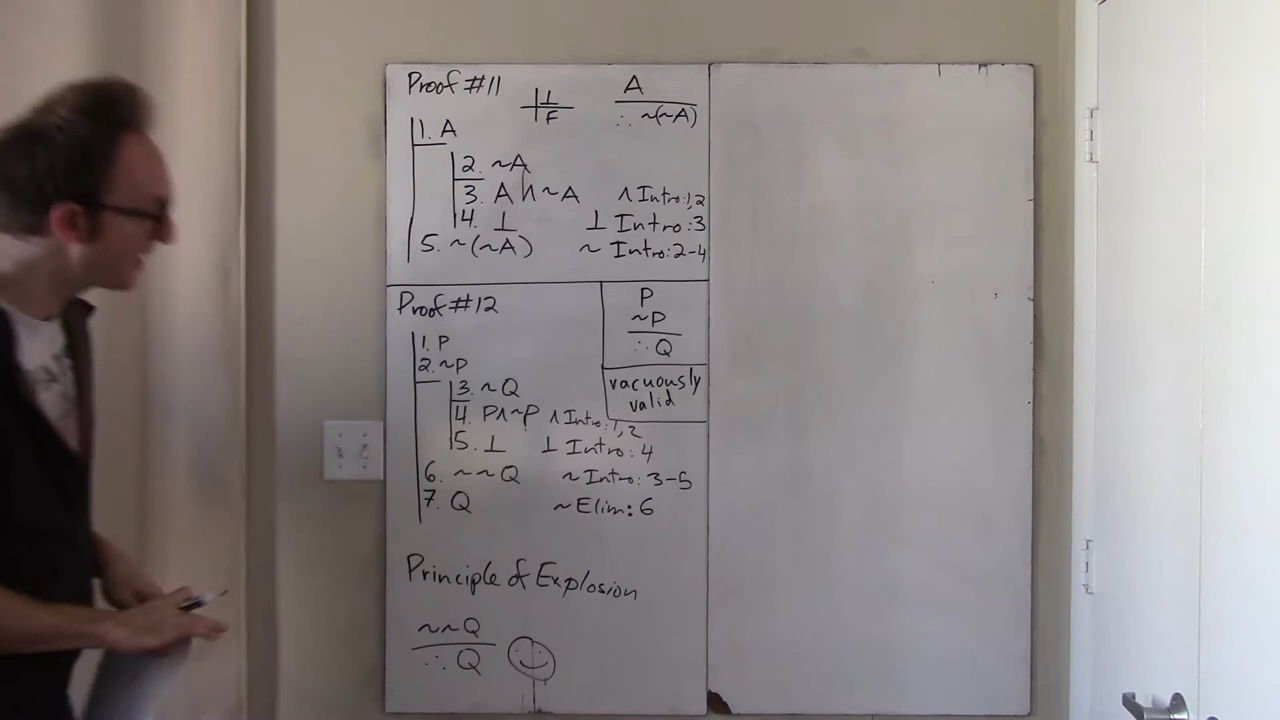 Proof #11
⊥
F
A
∴ ~(~A)
1. A
2. ~A
3. A ∧ ~A ∧ Intro: 1,2
4. ⊥ ⊥ Intro: 3
5. ~(~A) ~ Intro: 2-4
Proof #12
P
~P
∴ Q
vacuously
valid
1. P
2. ~P
3. ~Q
4. P∧~P ∧ Intro: 1,2
5. ⊥ ⊥ Intro: 4
6. ~~Q ~ Intro: 3-5
7. Q ~ Elim: 6
Principle of Explosion
~~Q
∴ Q